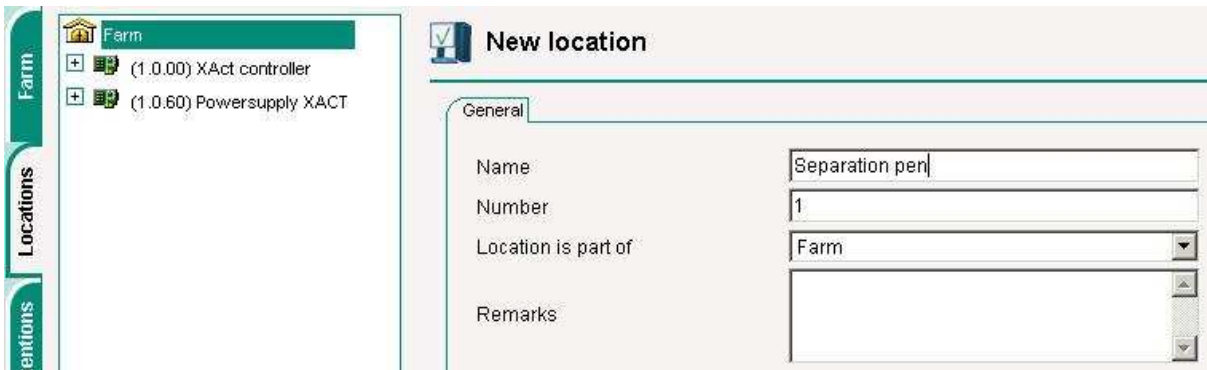 Farm
Locations
entions
Farm
(1.0.00) XAct controller
(1.0.60) Powersupply XACT
New location
General
Name Separation pen
Number 1
Location is part of Farm
Remarks